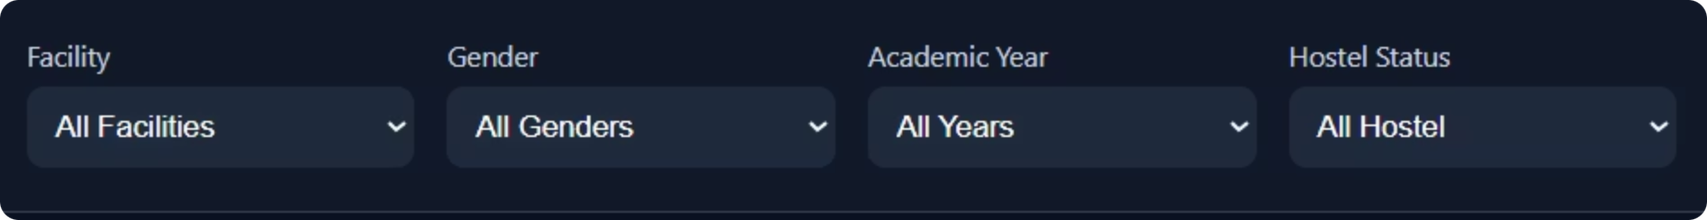 Facility Gender Academic Year Hostel Status
All Facilities All Genders All Years All Hostel